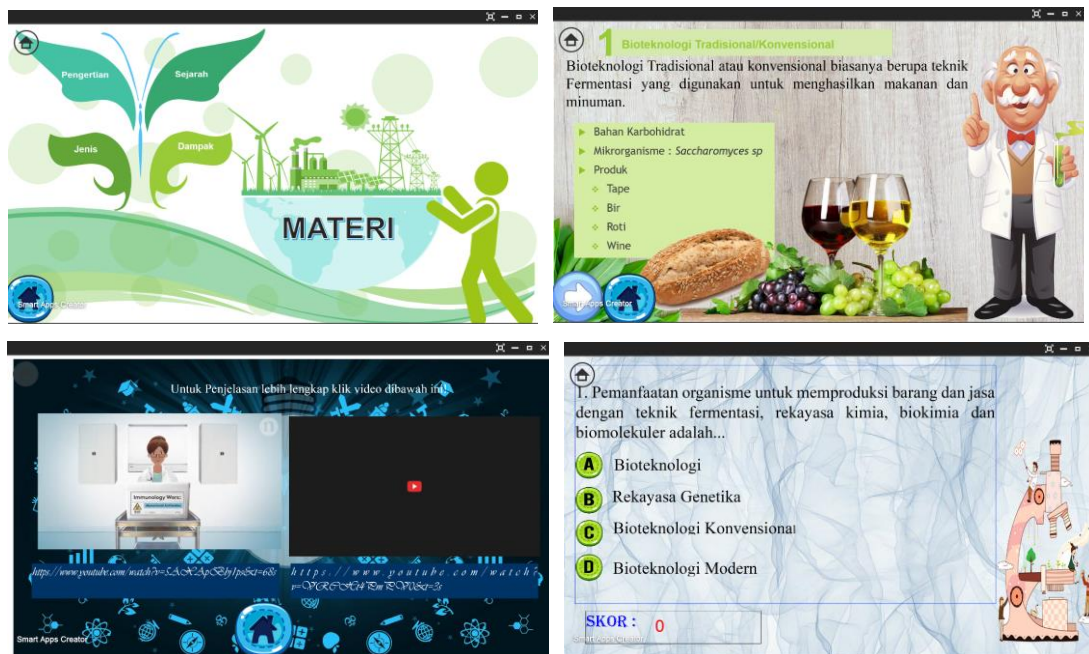 Pengertian
Sejarah
Jenis
Dampak
MATERI
Smart Apps Creator
1 Bioteknologi Tradisional/Konvensional
Bioteknologi Tradisional atau konvensional biasanya berupa teknik
Fermentasi yang digunakan untuk menghasilkan makanan dan
minuman.
Bahan Karbohidrat
Mikrorganisme : Saccharomyces sp
Produk
Tape
Bir
Roti
Wine
Smart Apps Creator
Untuk Penjelasan lebih lengkap klik video dibawah ini!
Immunology Wars:
Smart Apps Creator
1. Pemanfaatan organisme untuk memproduksi barang dan jasa
dengan teknik fermentasi, rekayasa kimia, biokimia dan
biomolekuler adalah...
A Bioteknologi
B Rekayasa Genetika
C Bioteknologi Konvensional
D Bioteknologi Modern
SKOR : 0
Smart Apps Creator